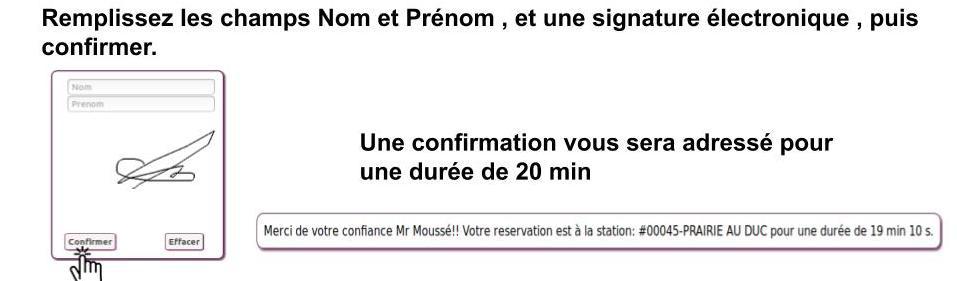 Remplissez les champs Nom et Prénom , et une signature électronique , puis
confirmer.
Nom
Prenom
Une confirmation vous sera adressé pour
une durée de 20 min
Confirmer
Effacer
Merci de votre confiance Mr Moussé!! Votre reservation est à la station: #00045-PRAIRIE AU DUC pour une durée de 19 min 10 s.